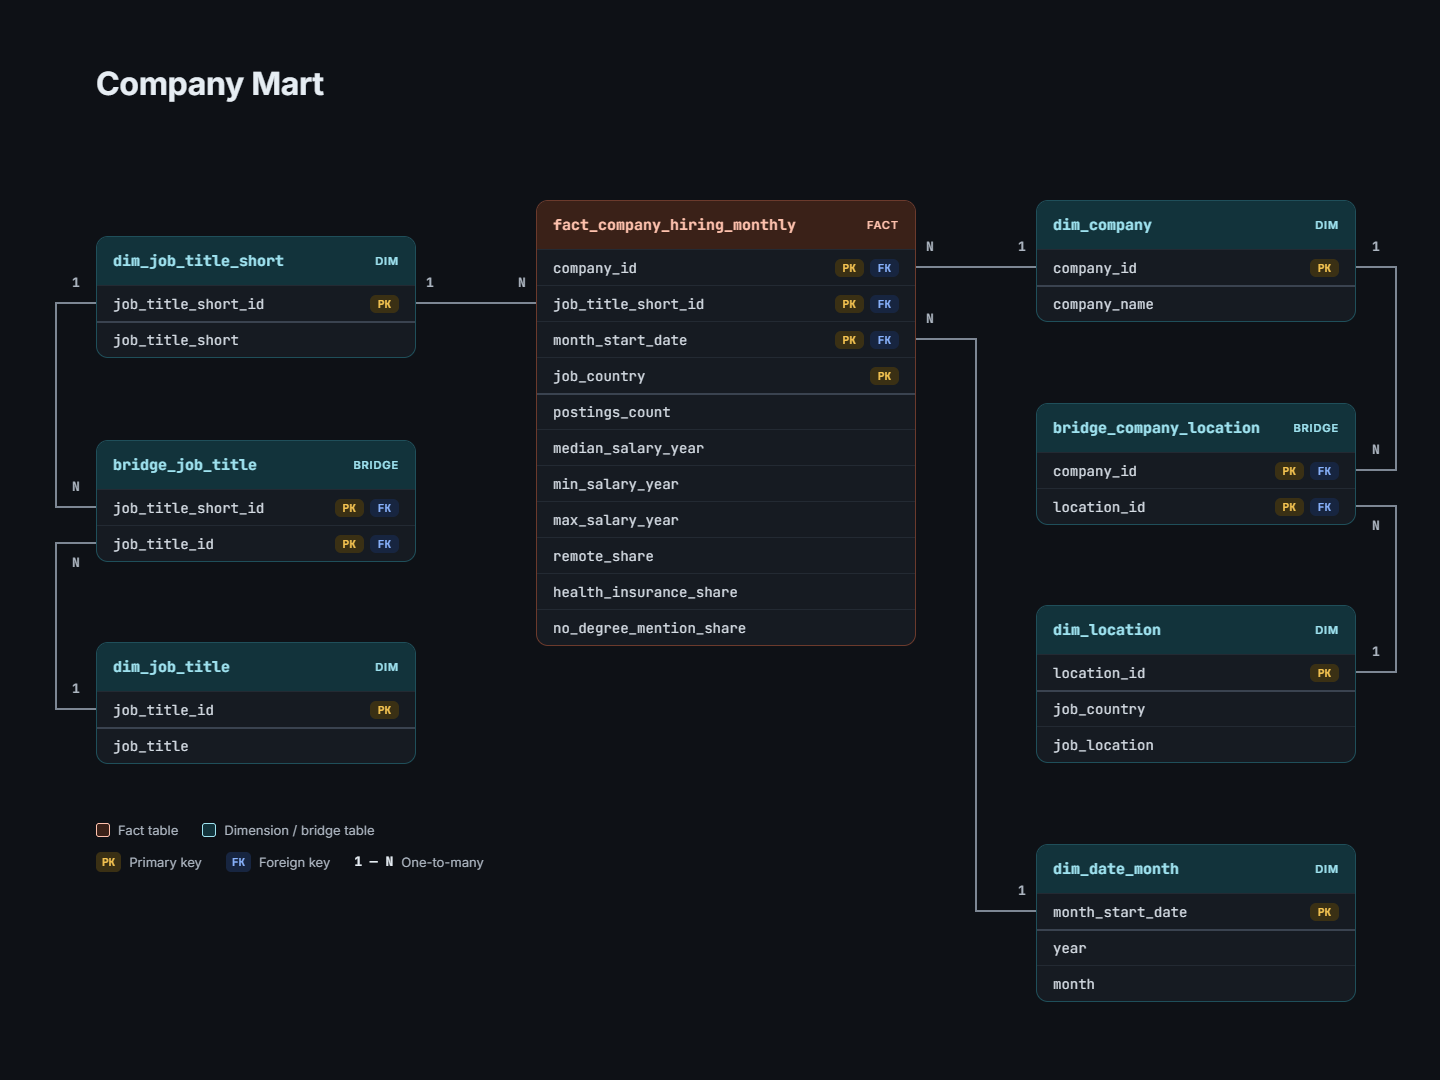 Company Mart
dim_job_title_short DIM
1
job_title_short_id PK
1
job_title_short
bridge_job_title BRIDGE
N
job_title_short_id PK FK
job_title_id PK FK
N
dim_job_title DIM
1
job_title_id PK
job_title
fact_company_hiring_monthly FACT
company_id PK FK
N
N
job_title_short_id PK FK
month_start_date PK FK
N
job_country PK
postings_count
median_salary_year
min_salary_year
max_salary_year
remote_share
health_insurance_share
no_degree_mention_share
dim_company DIM
1
company_id PK
1
company_name
bridge_company_location BRIDGE
N
company_id PK FK
location_id PK FK
N
dim_location DIM
1
location_id PK
job_country
job_location
dim_date_month DIM
1
month_start_date PK
year
month
Fact table Dimension / bridge table
PK Primary key FK Foreign key 1 — N One-to-many